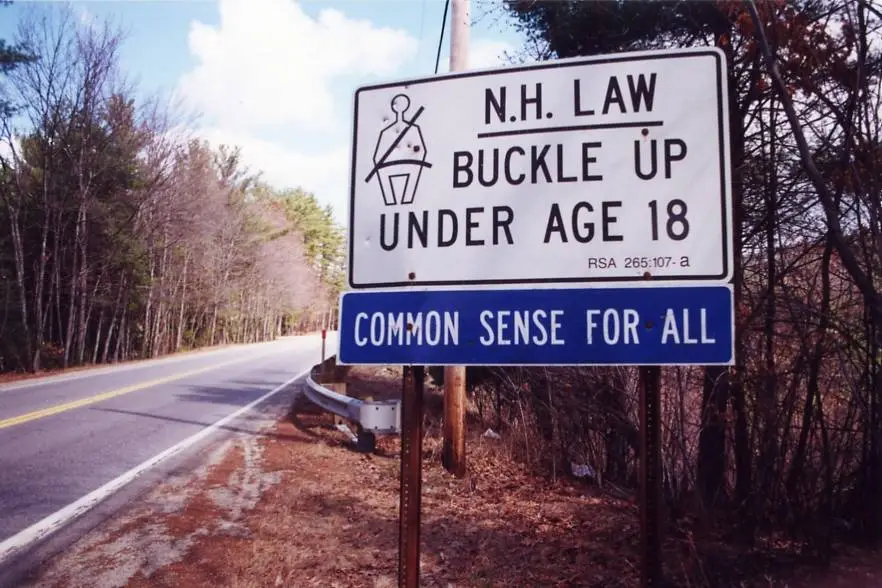 N.H. LAW
BUCKLE UP
UNDER AGE 18
RSA 265:107-a
COMMON SENSE FOR ALL